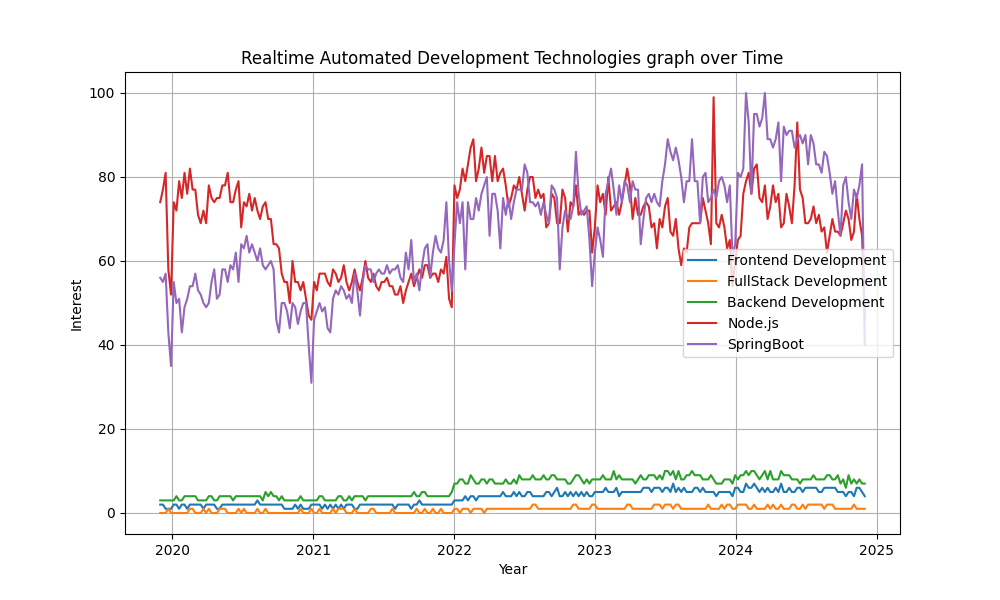 Realtime Automated Development Technologies graph over Time
100
80
60
40
20
0
Interest
Frontend Development
FullStack Development
Backend Development
Node.js
SpringBoot
2020
2021
2022
2023
2024
2025
Year